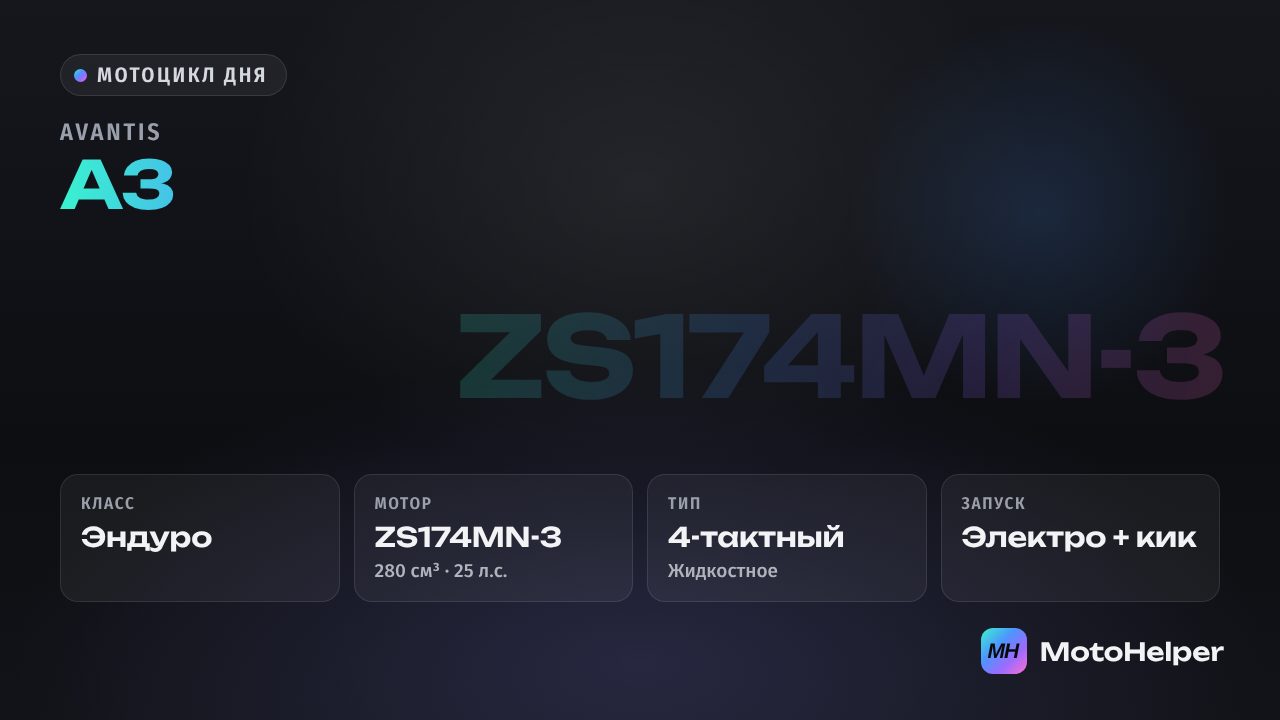 МОТОЦИКЛ ДНЯ
AVANTIS
A3
ZS174MN-3
КЛАСС
Эндуро
МОТОР
ZS174MN-3
280 см³ · 25 л.с.
ТИП
4-тактный
Жидкостное
ЗАПУСК
Электро + кик
MH MotoHelper